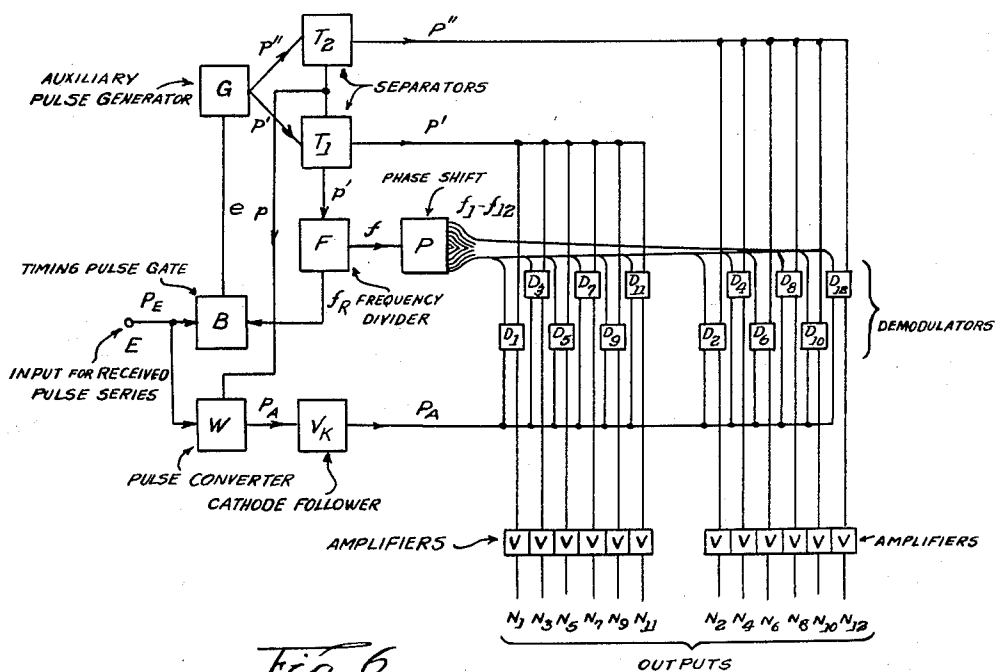 P" T2 P"
AUXILIARY
PULSE GENERATOR G
SEPARATORS
P' T1 P'
P'
PHASE SHIFT
e p
F f P f1-f12
TIMING PULSE GATE
fR FREQUENCY
DIVIDER
PE B
E
INPUT FOR RECEIVED
PULSE SERIES
D3 D7 D11 D4 D8 D12
D1 D5 D9 D2 D6 D10
DEMODULATORS
W PA VK PA
PULSE CONVERTER
CATHODE FOLLOWER
AMPLIFIERS V V V V V V V V V V V V AMPLIFIERS
N1 N3 N5 N7 N9 N11 N2 N4 N6 N8 N10 N12
OUTPUTS
Fig. 6